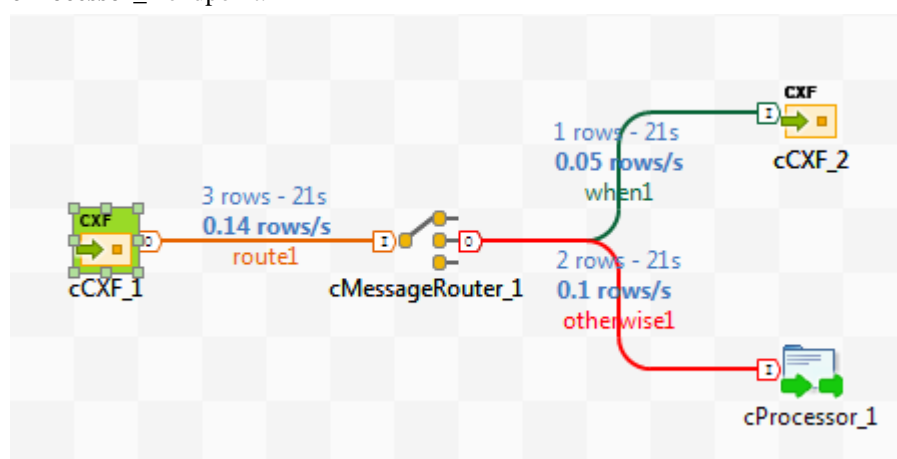 CXF
1 rows - 21s
0.05 rows/s
when1
I
cCXF_2
3 rows - 21s
0.14 rows/s
route1
CXF
O
cCXF_1
I
O
cMessageRouter_1
2 rows - 21s
0.1 rows/s
otherwise1
I
cProcessor_1